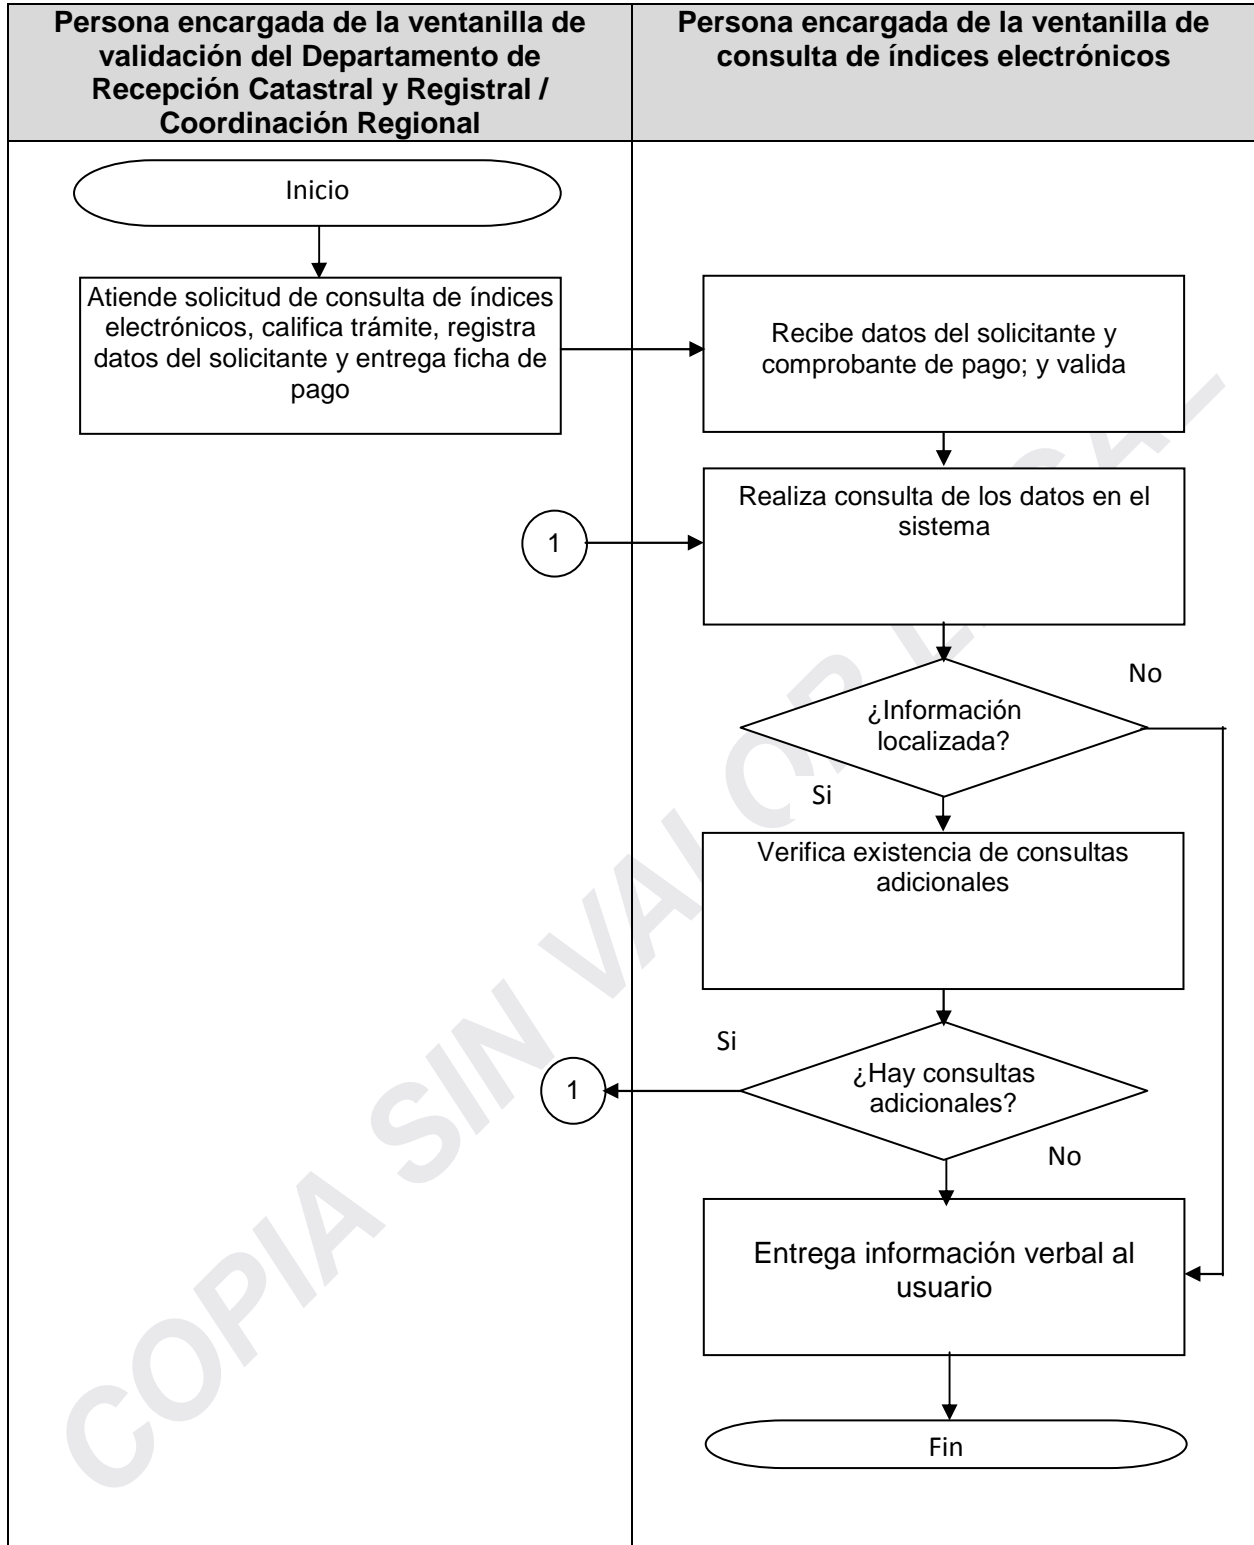 Persona encargada de la ventanilla de
validación del Departamento de
Recepción Catastral y Registral /
Coordinación Regional
Persona encargada de la ventanilla de
consulta de índices electrónicos
Inicio
Atiende solicitud de consulta de índices
electrónicos, califica trámite, registra
datos del solicitante y entrega ficha de
pago
Recibe datos del solicitante y
comprobante de pago; y valida
Realiza consulta de los datos en el
sistema
1
¿Información
localizada?
No
Si
Verifica existencia de consultas
adicionales
¿Hay consultas
adicionales?
Si
1
No
Entrega información verbal al
usuario
Fin
COPIA SIN VALOR LEGAL